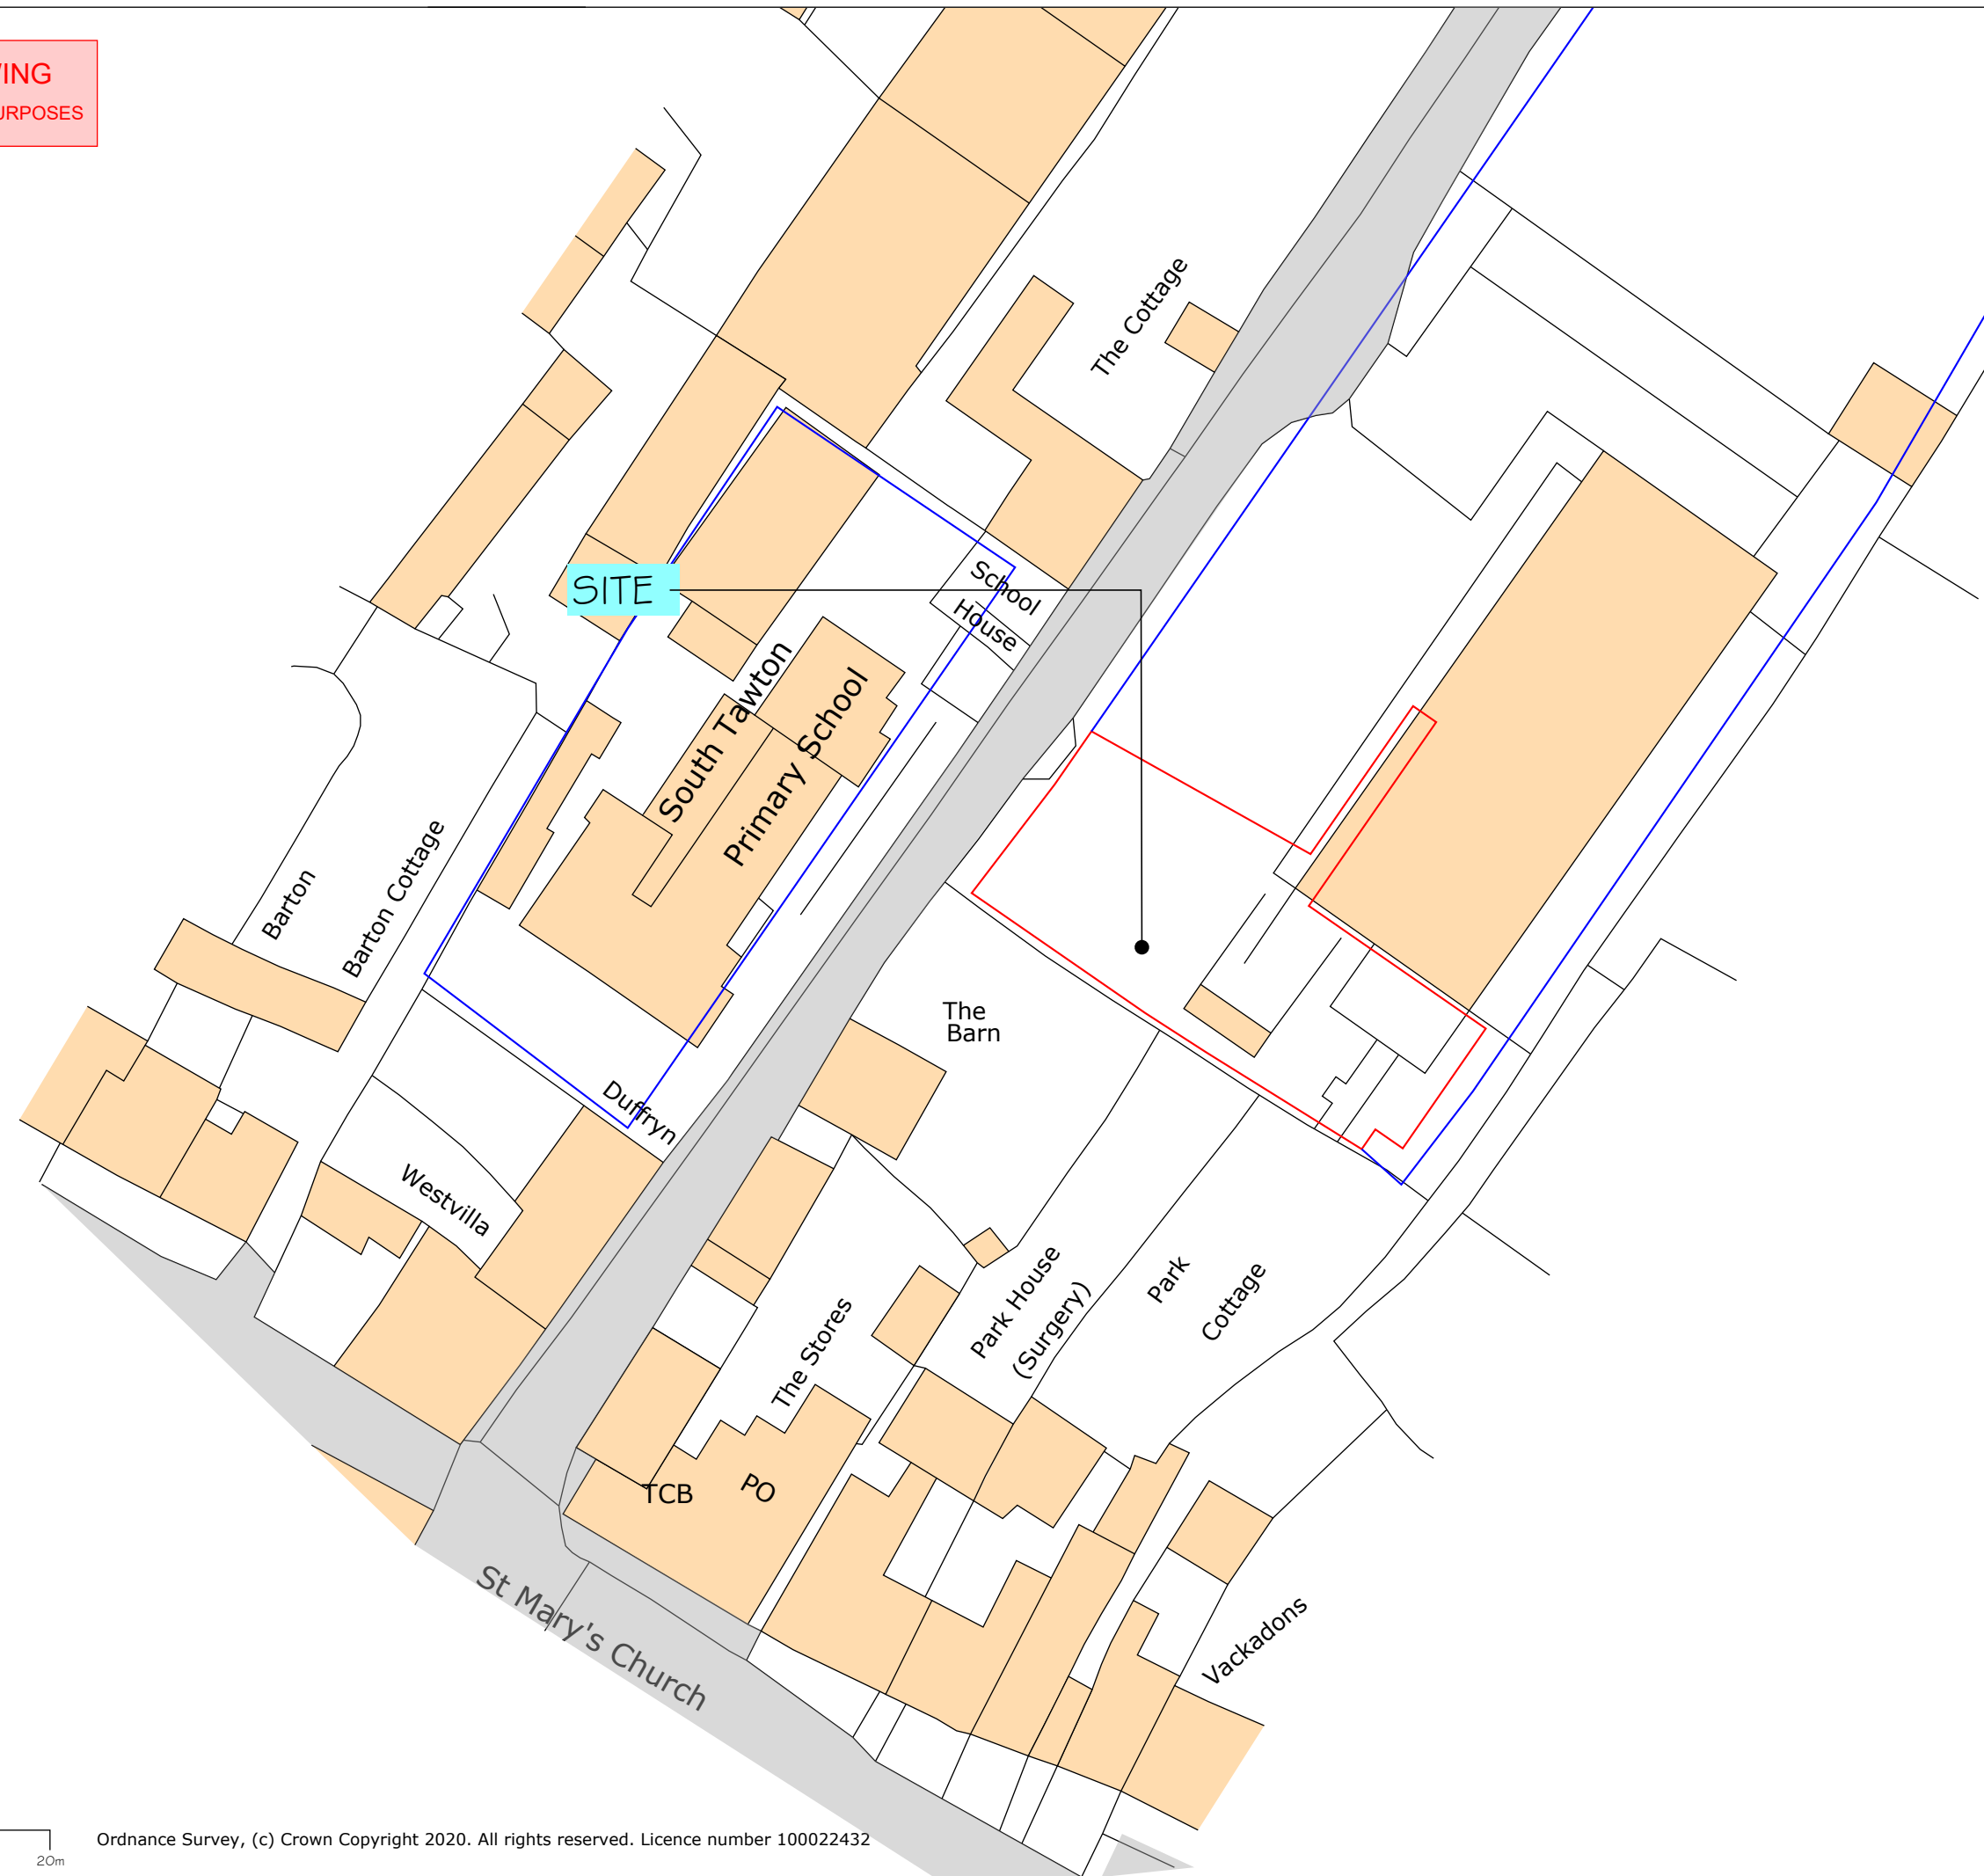 The Cottage
School
House
SITE
South Tawton
Primary School
Barton
Barton Cottage
The
Barn
Duffryn
Westvilla
Park House
(Surgery)
Park
Cottage
The Stores
TCB
PO
St Mary's Church
Vackadons
Ordnance Survey, (c) Crown Copyright 2020. All rights reserved. Licence number 100022432
20m